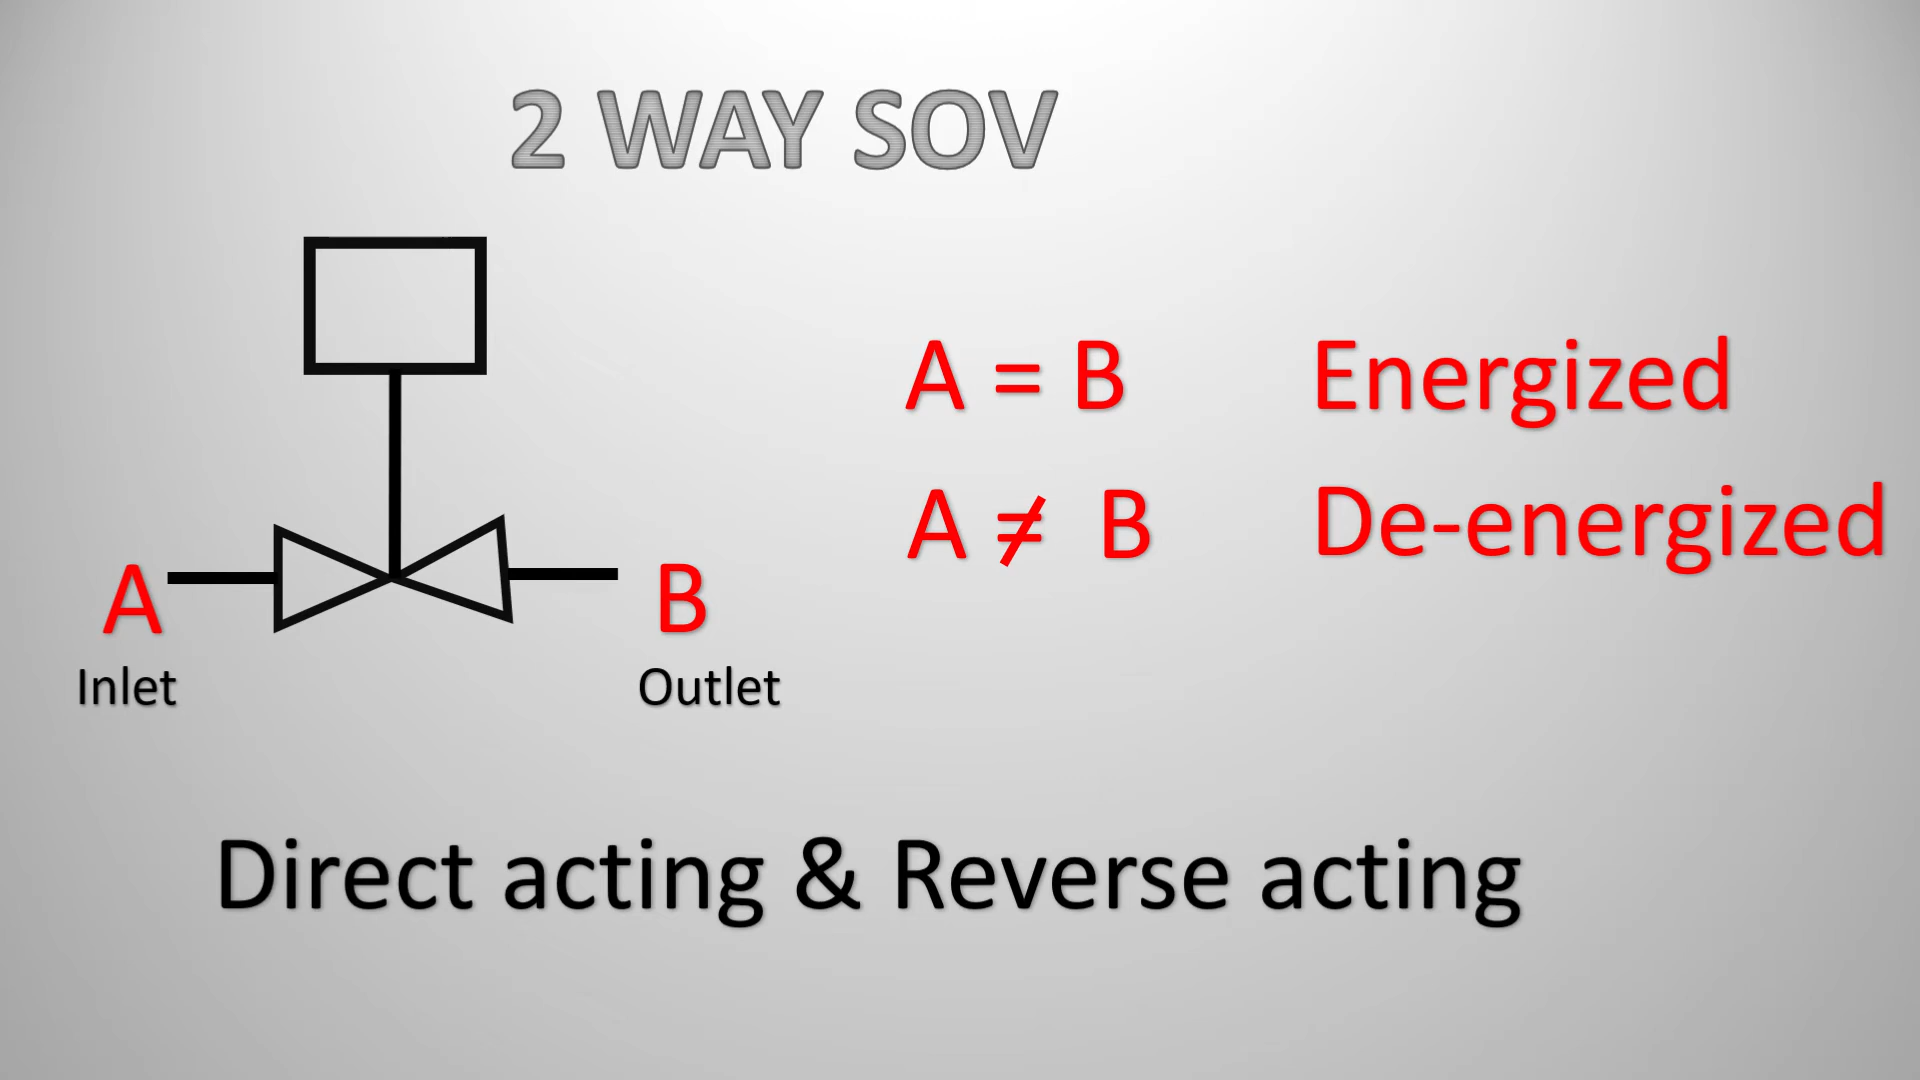 2 WAY SOV
A = B Energized
A ≠ B De-energized
A B
Inlet Outlet
Direct acting & Reverse acting